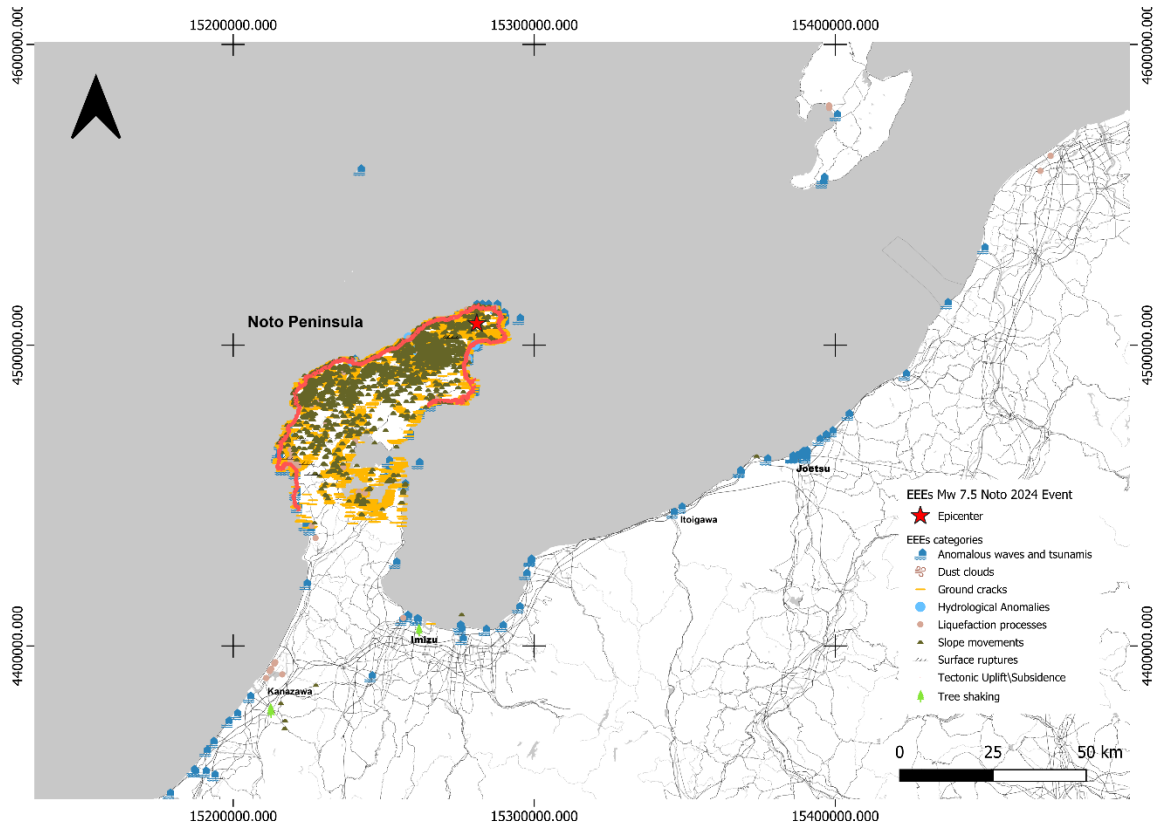 15200000.000 15300000.000 15400000.000
4600000.000 4600000.000
Noto Peninsula
4500000.000 4500000.000
Joetsu
EEEs Mw 7.5 Noto 2024 Event
Epicenter
Itoigawa
EEEs categories
Anomalous waves and tsunamis
Dust clouds
Ground cracks
Hydrological Anomalies
Liquefaction processes
Imizu
Slope movements
4400000.000 4400000.000
Surface ruptures
Tectonic Uplift\Subsidence
Kanazawa
Tree shaking
0 25 50 km
15200000.000 15300000.000 15400000.000